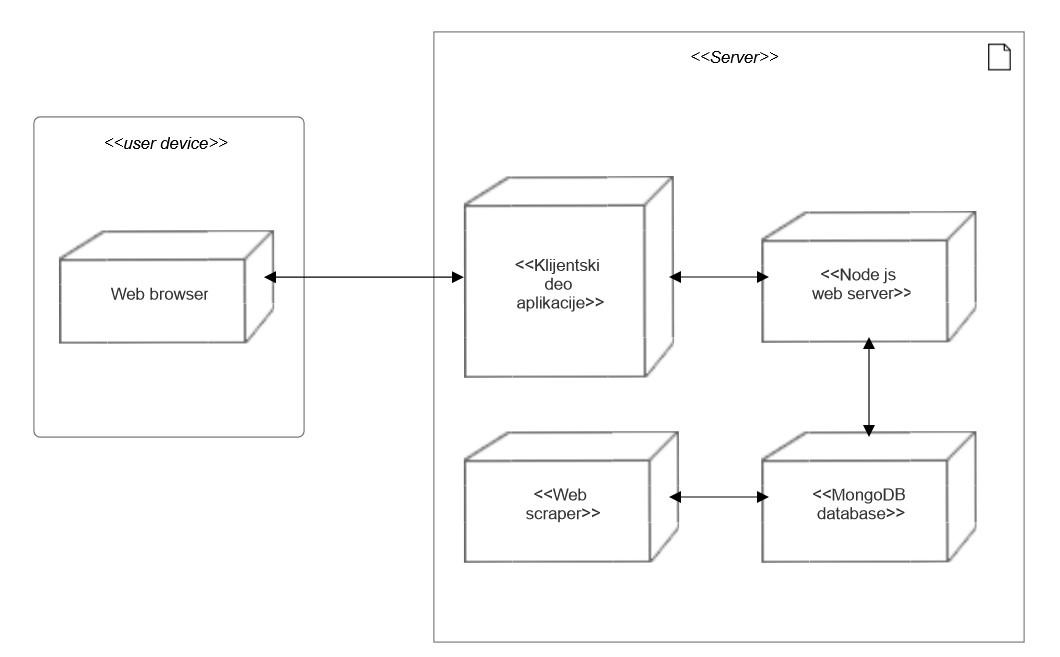 <<Server>>
<<user device>>
Web browser
<<Klijentski
deo
aplikacije>>
<<Node js
web server>>
<<Web
scraper>>
<<MongoDB
database>>